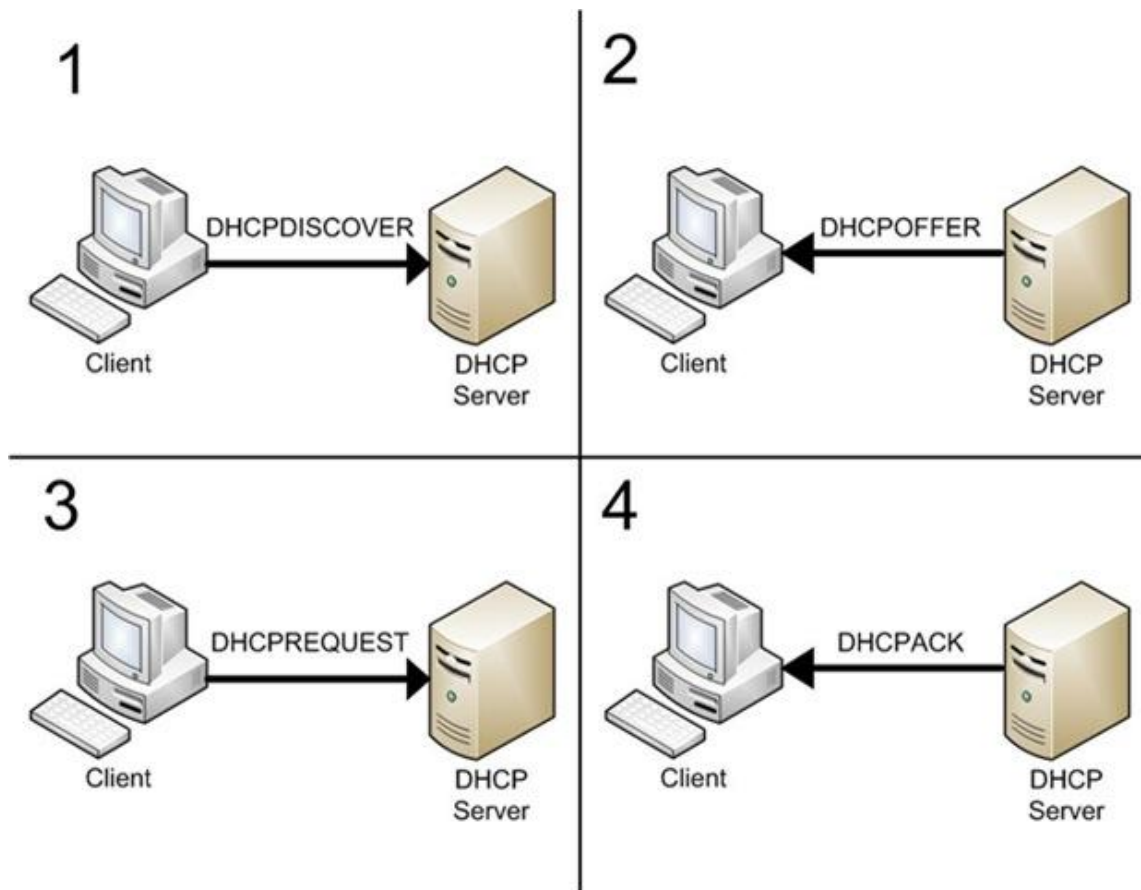 1
DHCPDISCOVER
Client
DHCP
Server
2
DHCPOFFER
Client
DHCP
Server
3
DHCPREQUEST
Client
DHCP
Server
4
DHCPACK
Client
DHCP
Server